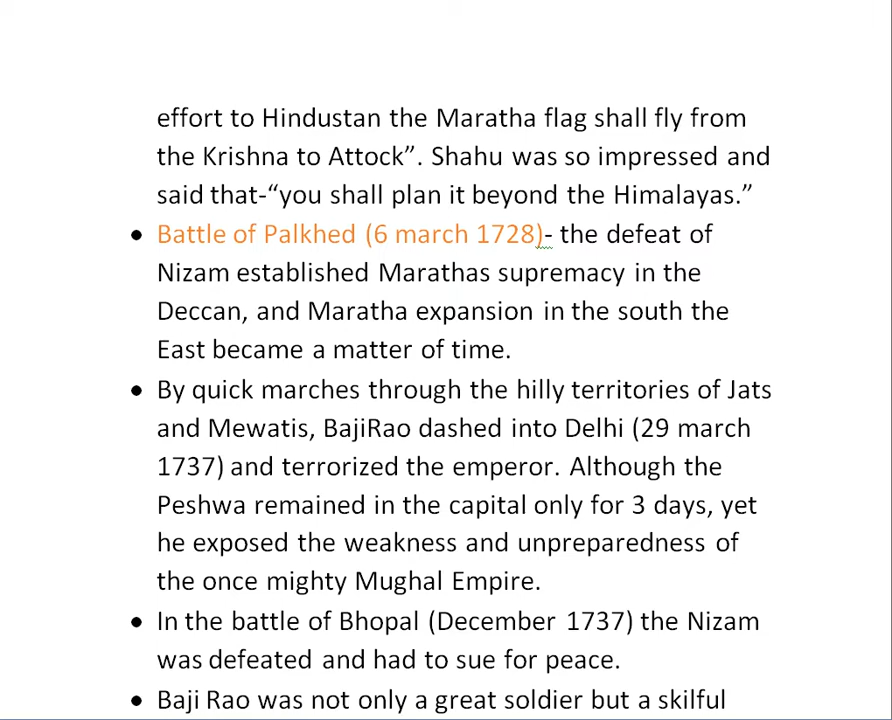 effort to Hindustan the Maratha flag shall fly from
the Krishna to Attock”. Shahu was so impressed and
said that-“you shall plan it beyond the Himalayas.”
• Battle of Palkhed (6 march 1728)- the defeat of
Nizam established Marathas supremacy in the
Deccan, and Maratha expansion in the south the
East became a matter of time.
• By quick marches through the hilly territories of Jats
and Mewatis, BajiRao dashed into Delhi (29 march
1737) and terrorized the emperor. Although the
Peshwa remained in the capital only for 3 days, yet
he exposed the weakness and unpreparedness of
the once mighty Mughal Empire.
• In the battle of Bhopal (December 1737) the Nizam
was defeated and had to sue for peace.
• Baji Rao was not only a great soldier but a skilful